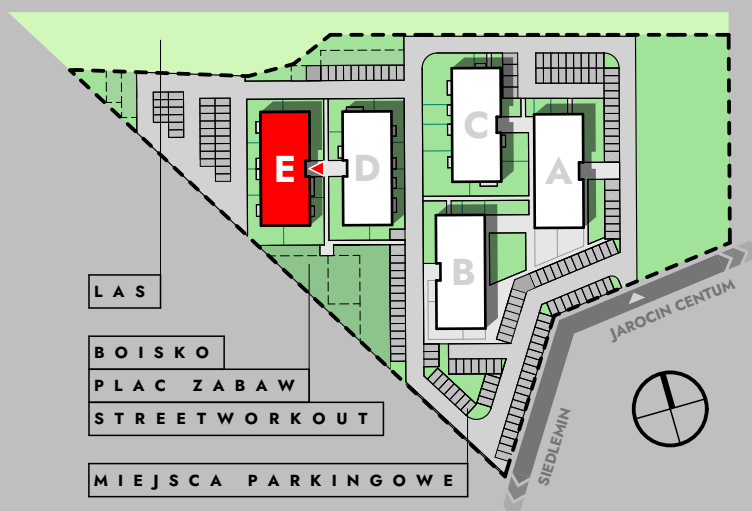 C
E
D
A
B
LAS
JAROCIN CENTUM
BOISKO
PLAC ZABAW
STREETWORKOUT
SIEDLEMIN
MIEJSCA PARKINGOWE